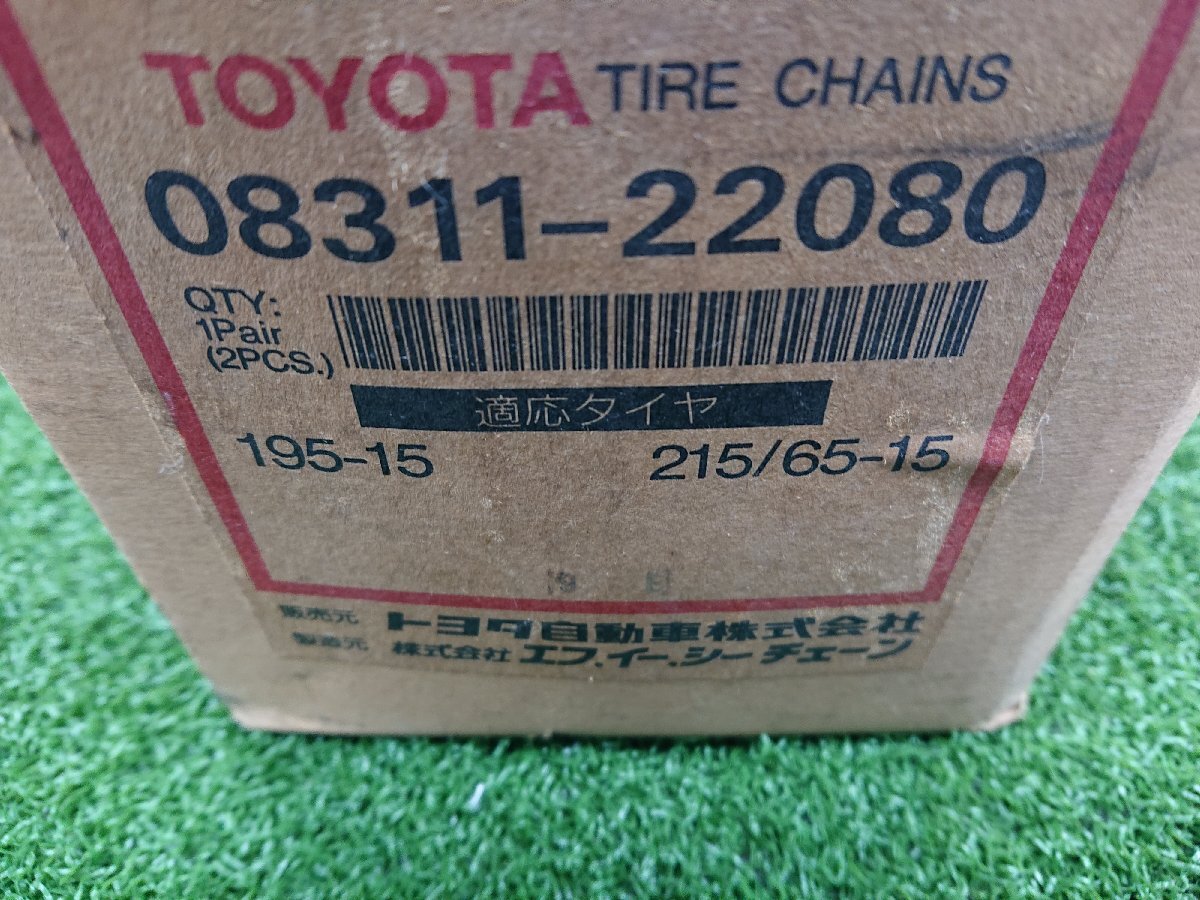 TOYOTA TIRE CHAINS
08311-22080
QTY:
1Pair
(2PCS.)
適応タイヤ
195-15 215/65-15
販売元 トヨタ自動車株式会社
製造元 株式会社 エフ.イー.シーチェーン